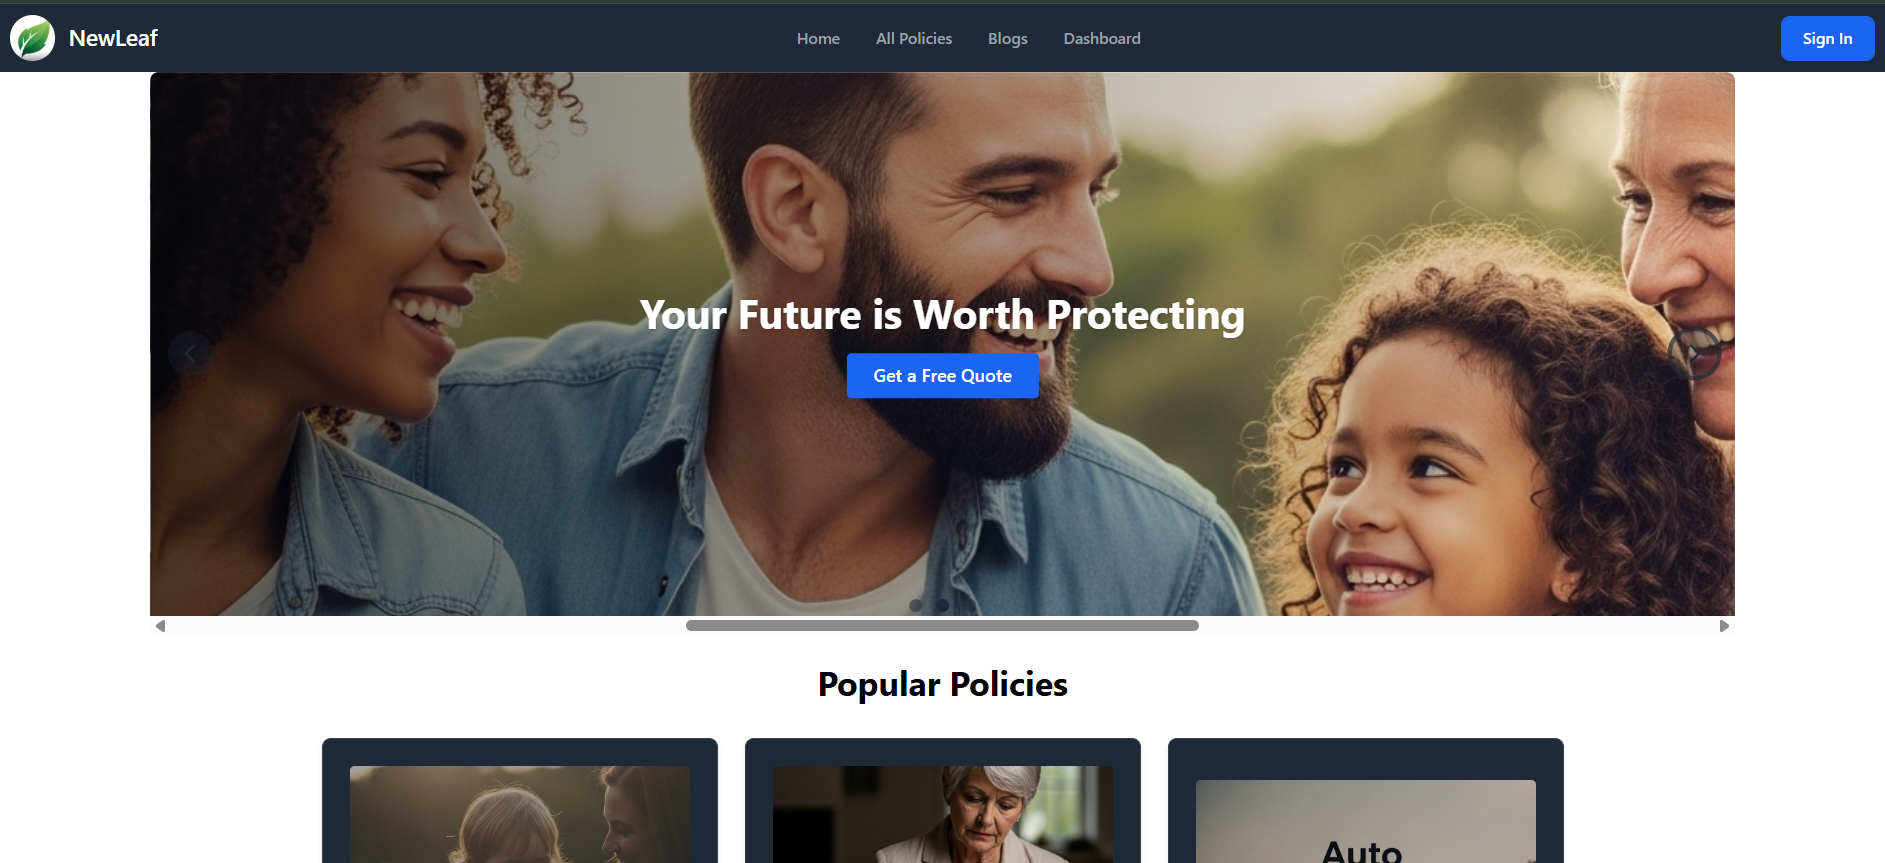 NewLeaf
Home
All Policies
Blogs
Dashboard
Sign In
Your Future is Worth Protecting
Get a Free Quote
Popular Policies
Auto